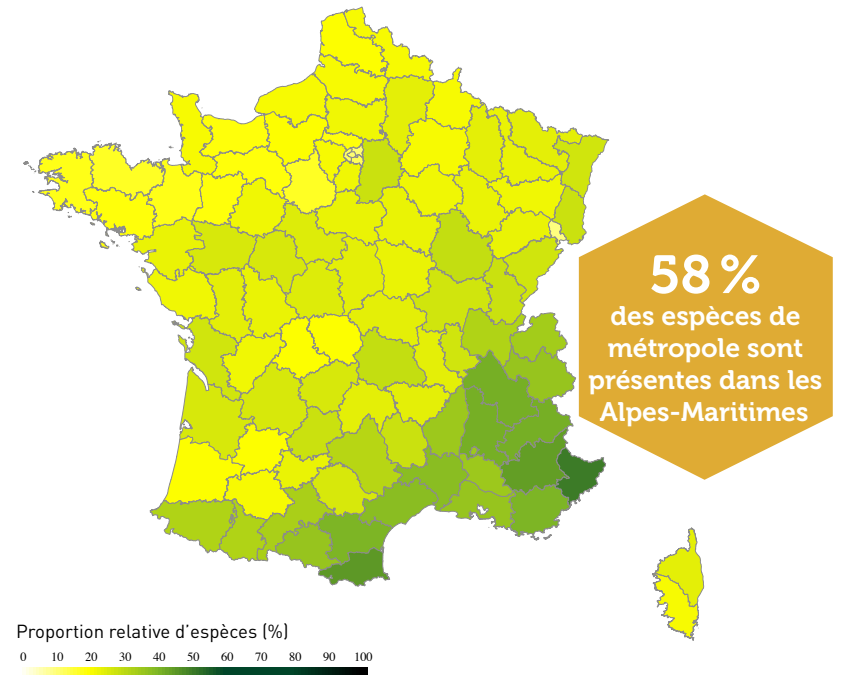 58 %
des espèces de
métropole sont
présentes dans les
Alpes-Maritimes
Proportion relative d'espèces (%)
0 10 20 30 40 50 60 70 80 90 100